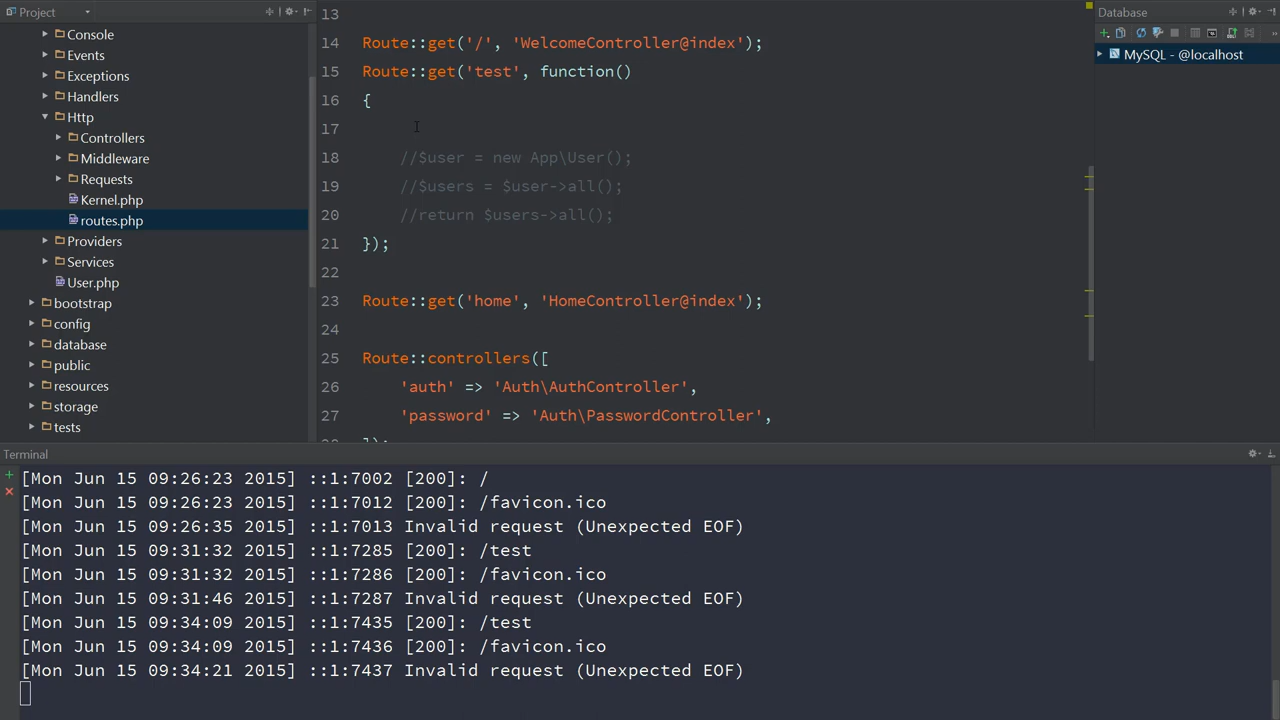 Project
Console
Events
Exceptions
Handlers
Http
Controllers
Middleware
Requests
Kernel.php
routes.php
Providers
Services
User.php
bootstrap
config
database
public
resources
storage
tests
13
14 Route::get('/', 'WelcomeController@index');
15 Route::get('test', function()
16 {
17
18 //$user = new App\User();
19 //$users = $user->all();
20 //return $users->all();
21 });
22
23 Route::get('home', 'HomeController@index');
24
25 Route::controllers([
26 'auth' => 'Auth\AuthController',
27 'password' => 'Auth\PasswordController',
Database
MySQL - @localhost
Terminal
[Mon Jun 15 09:26:23 2015] ::1:7002 [200]: /
[Mon Jun 15 09:26:23 2015] ::1:7012 [200]: /favicon.ico
[Mon Jun 15 09:26:35 2015] ::1:7013 Invalid request (Unexpected EOF)
[Mon Jun 15 09:31:32 2015] ::1:7285 [200]: /test
[Mon Jun 15 09:31:32 2015] ::1:7286 [200]: /favicon.ico
[Mon Jun 15 09:31:46 2015] ::1:7287 Invalid request (Unexpected EOF)
[Mon Jun 15 09:34:09 2015] ::1:7435 [200]: /test
[Mon Jun 15 09:34:09 2015] ::1:7436 [200]: /favicon.ico
[Mon Jun 15 09:34:21 2015] ::1:7437 Invalid request (Unexpected EOF)